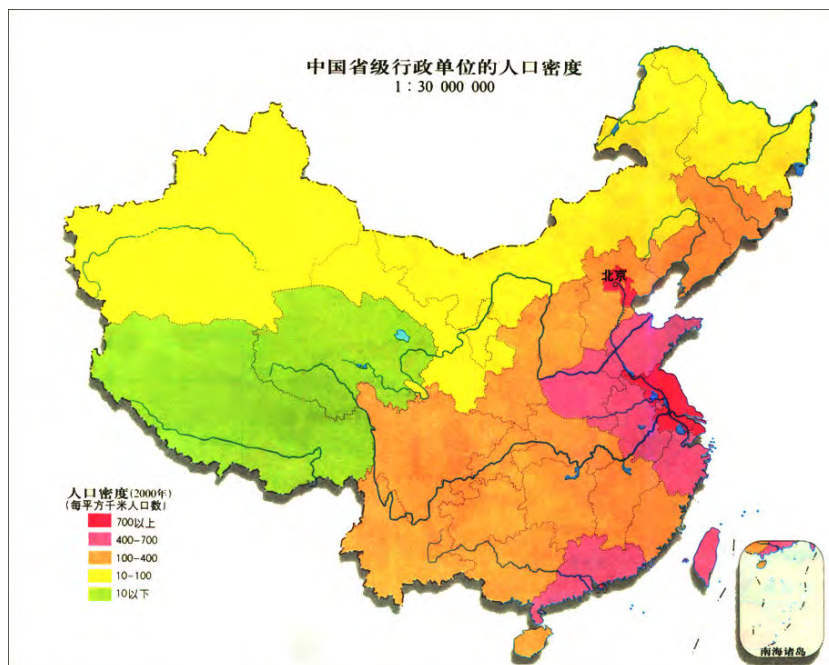 中国省级行政单位的人口密度
1：30 000 000
北京
人口密度(2000年)
(每平方千米人口数)
700以上
400-700
100-400
10-100
10以下
南海诸岛